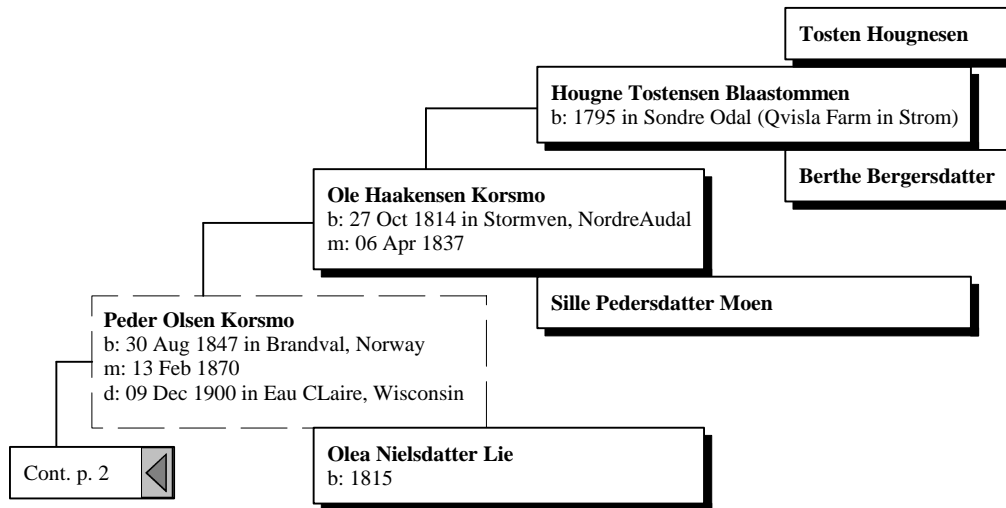 Tosten Hougnesen
Hougne Tostensen Blaastommen
b: 1795 in Sondre Odal (Qvisla Farm in Strom)
Berthe Bergersdatter
Ole Haakensen Korsmo
b: 27 Oct 1814 in Stormven, NordreAudal
m: 06 Apr 1837
Sille Pedersdatter Moen
Peder Olsen Korsmo
b: 30 Aug 1847 in Brandval, Norway
m: 13 Feb 1870
d: 09 Dec 1900 in Eau CLaire, Wisconsin
Olea Nielsdatter Lie
b: 1815
Cont. p. 2